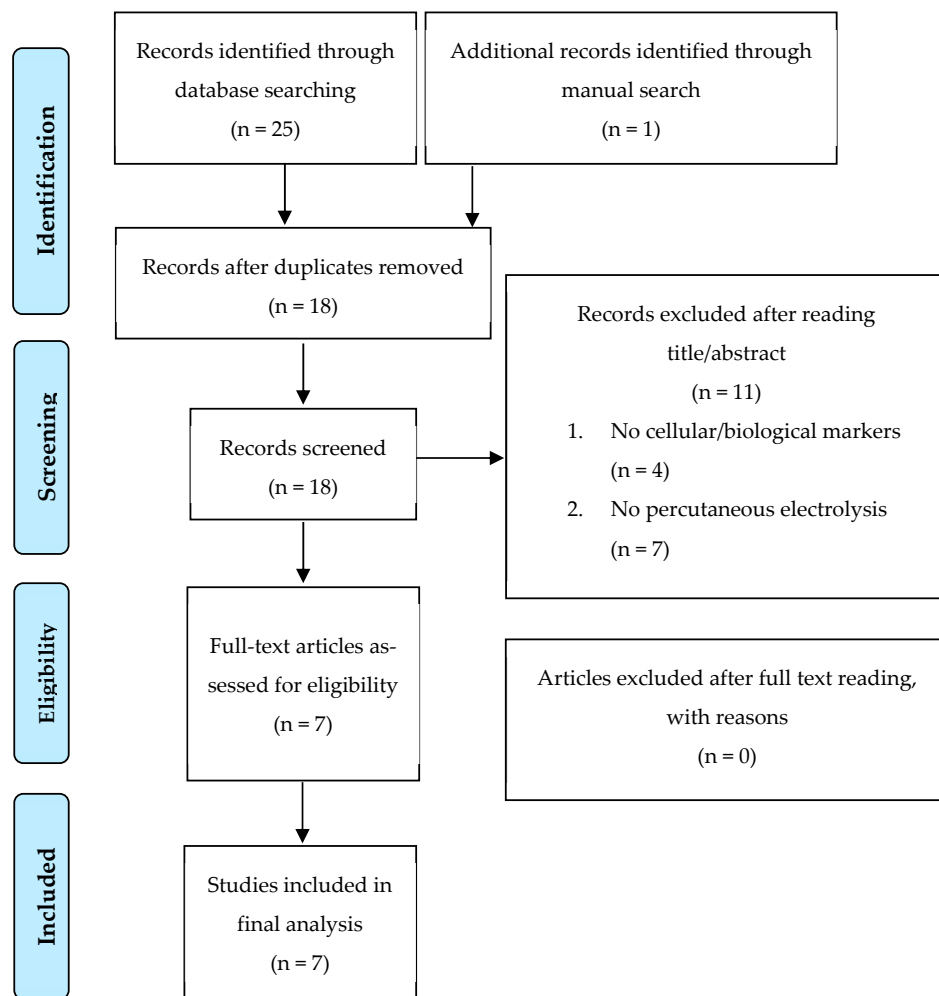 Identification
Records identified through
database searching
(n = 25)
Additional records identified through
manual search
(n = 1)
Records after duplicates removed
(n = 18)
Screening
Records screened
(n = 18)
Records excluded after reading
title/abstract
(n = 11)
1. No cellular/biological markers
(n = 4)
2. No percutaneous electrolysis
(n = 7)
Eligibility
Full-text articles as-
sessed for eligibility
(n = 7)
Articles excluded after full text reading,
with reasons
(n = 0)
Included
Studies included in
final analysis
(n = 7)